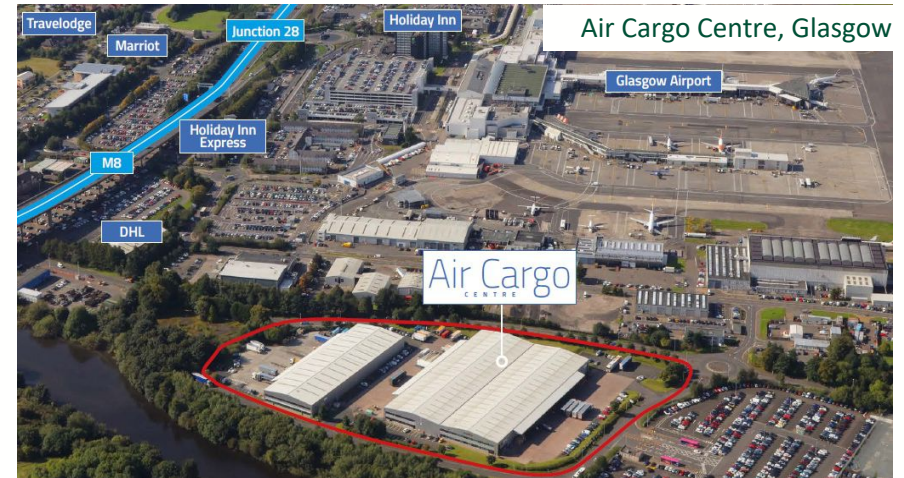 Air Cargo Centre, Glasgow
Travelodge
Marriot
Junction 28
Holiday Inn
Glasgow Airport
Holiday Inn
Express
M8
DHL
Air Cargo
CENTRE